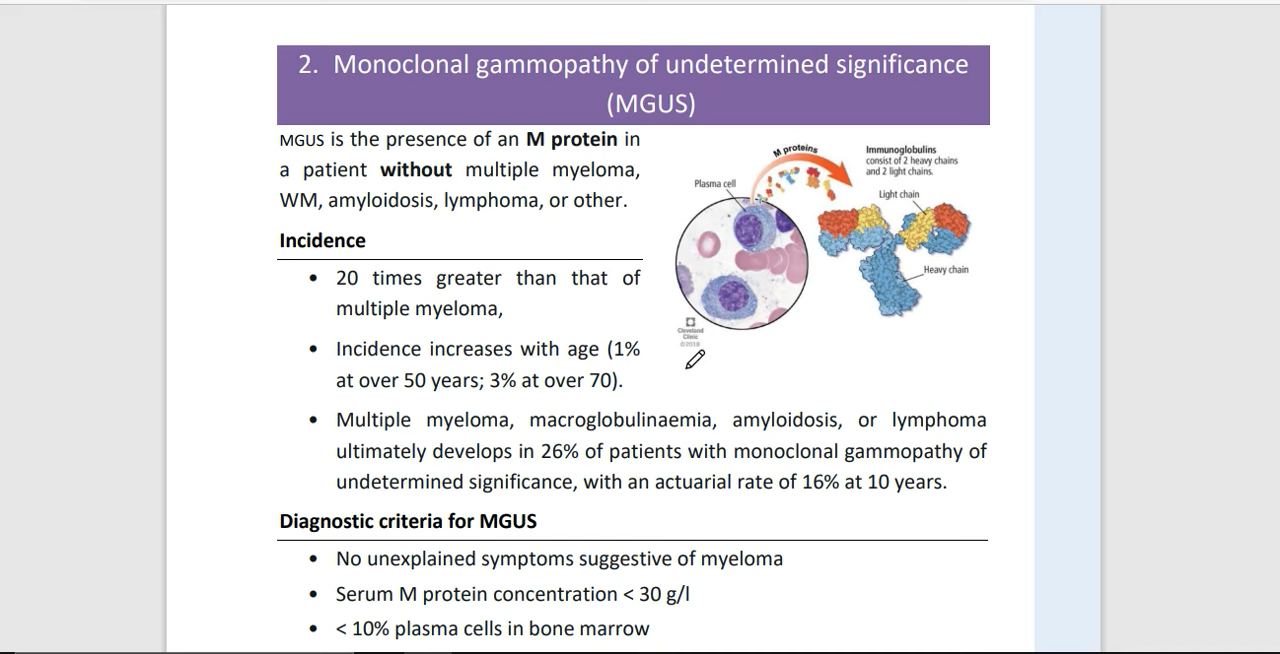 2. Monoclonal gammopathy of undetermined significance
(MGUS)
MGUS is the presence of an M protein in
a patient without multiple myeloma,
WM, amyloidosis, lymphoma, or other.
Incidence
• 20 times greater than that of
multiple myeloma,
• Incidence increases with age (1%
at over 50 years; 3% at over 70).
M proteins
Immunoglobulins
consist of 2 heavy chains
and 2 light chains.
Plasma cell
Light chain
Heavy chain
Cleveland
Clinic
©2018
• Multiple myeloma, macroglobulinaemia, amyloidosis, or lymphoma
ultimately develops in 26% of patients with monoclonal gammopathy of
undetermined significance, with an actuarial rate of 16% at 10 years.
Diagnostic criteria for MGUS
• No unexplained symptoms suggestive of myeloma
• Serum M protein concentration < 30 g/l
• < 10% plasma cells in bone marrow